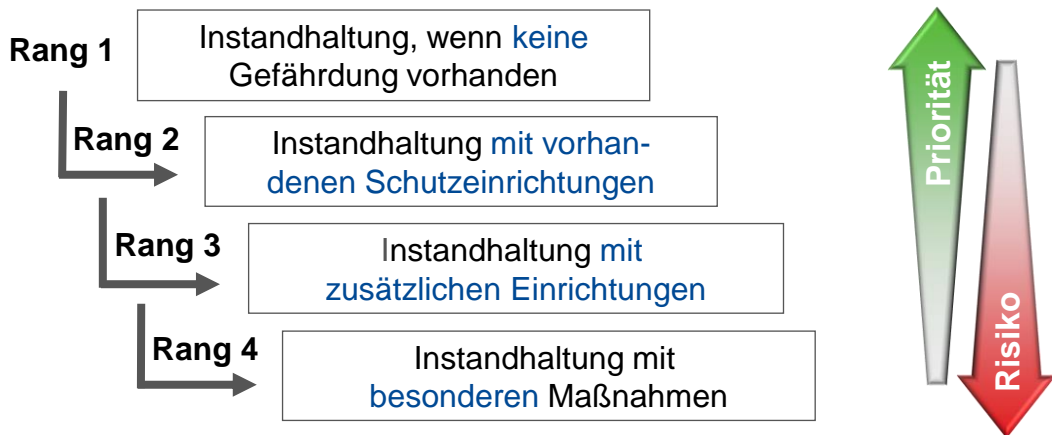 Rang 1
Instandhaltung, wenn keine
Gefährdung vorhanden
Rang 2
Instandhaltung mit vorhan-
denen Schutzeinrichtungen
Rang 3
Instandhaltung mit
zusätzlichen Einrichtungen
Rang 4
Instandhaltung mit
besonderen Maßnahmen
Priorität
Risiko